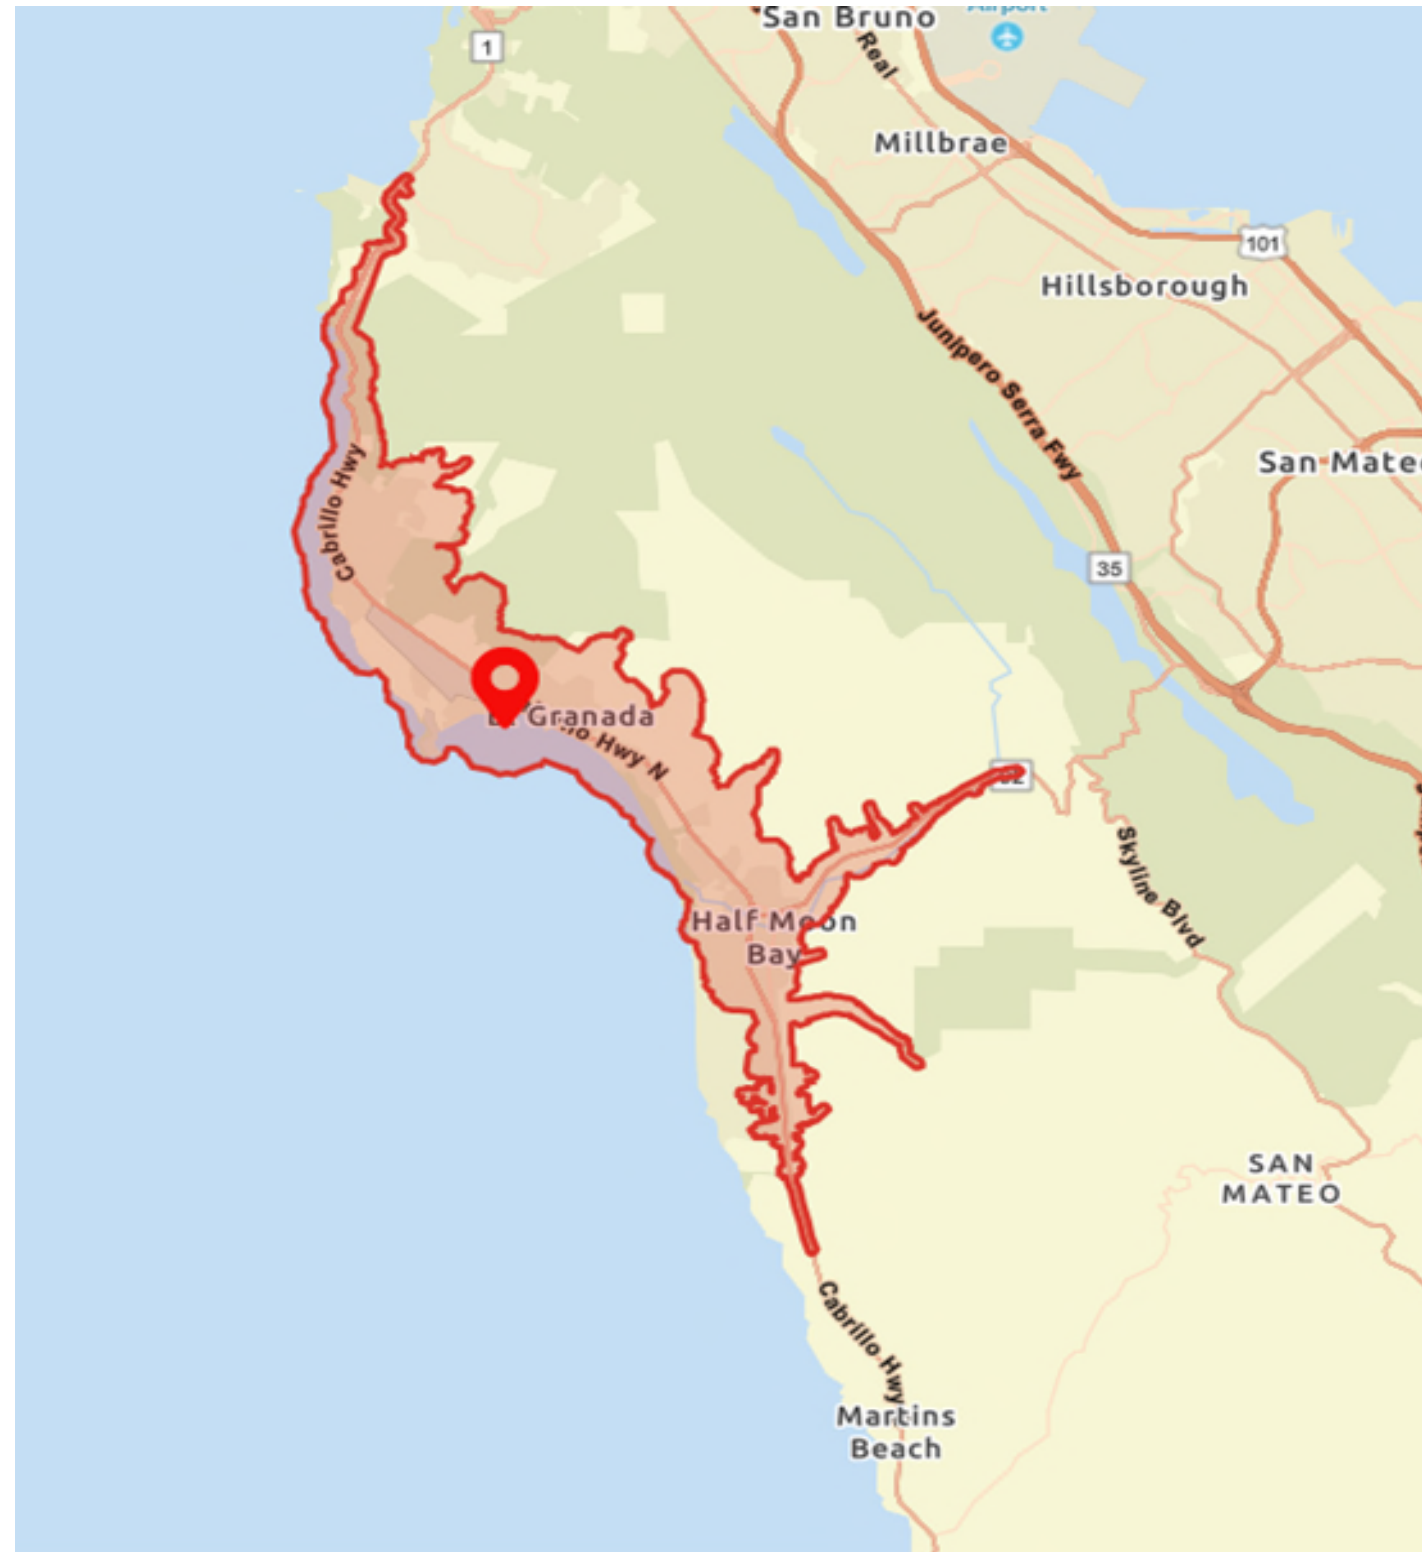 Airport
San Bruno
1
Real
Millbrae
101
Hillsborough
Junipero Serra Fwy
San Mate
Cabrillo Hwy
35
Granada
Hwy N
Skyline Blvd
Half Moon
Bay
SAN
MATEO
Cabrillo Hwy
Martins
Beach